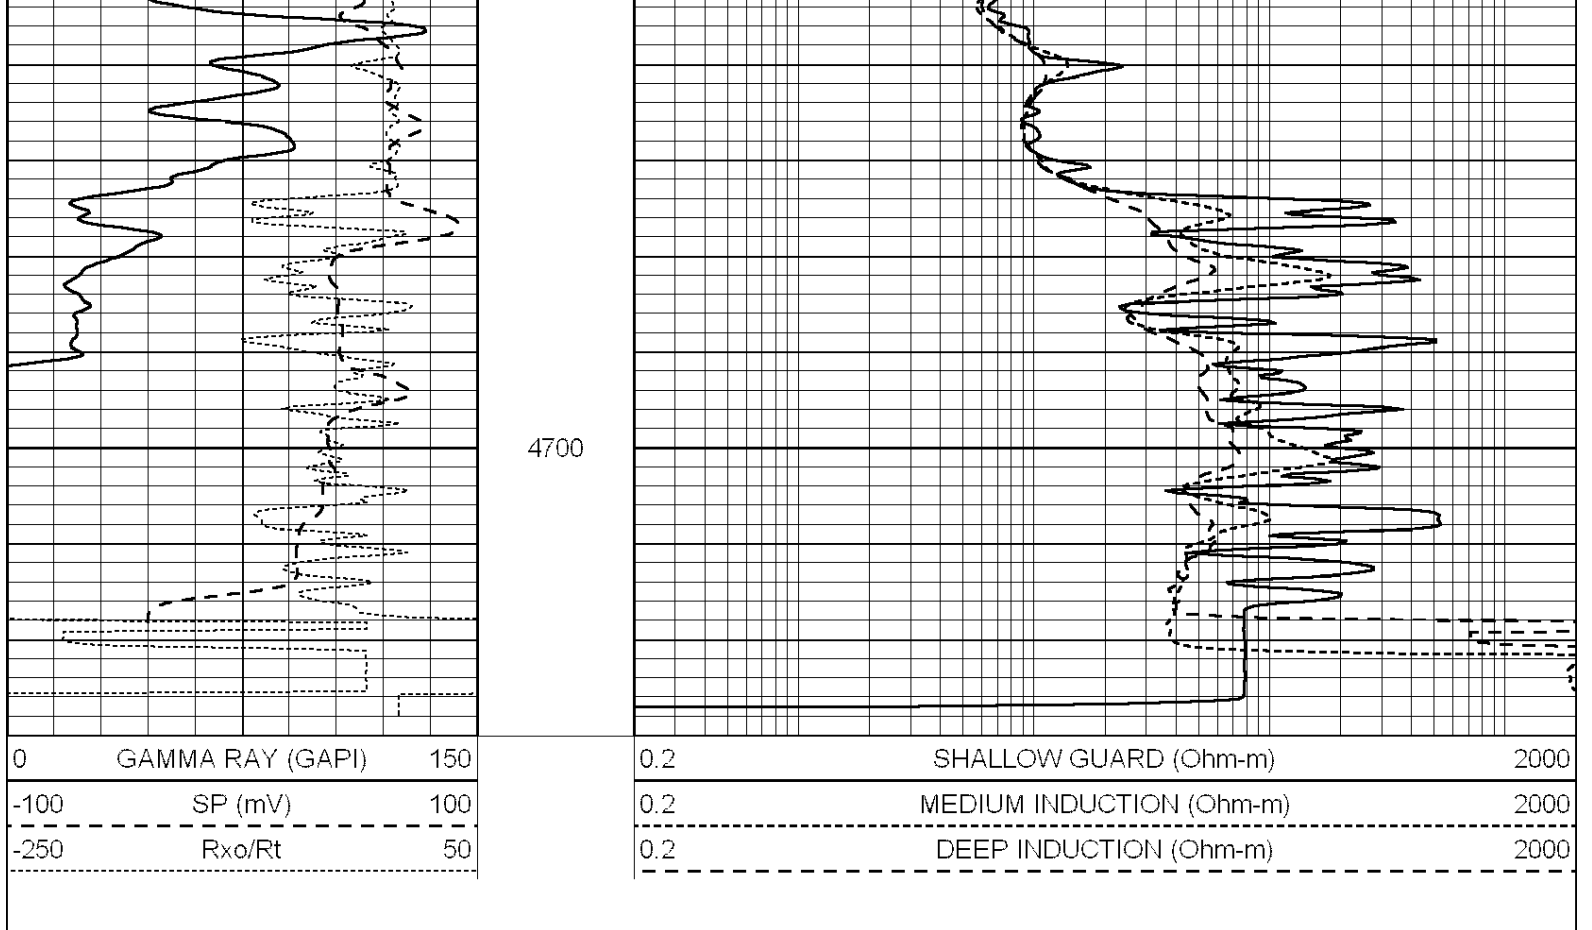 4700
0 GAMMA RAY (GAPI) 150
0.2 SHALLOW GUARD (Ohm-m) 2000
-100 SP (mV) 100
0.2 MEDIUM INDUCTION (Ohm-m) 2000
-250 Rxo/Rt 50
0.2 DEEP INDUCTION (Ohm-m) 2000